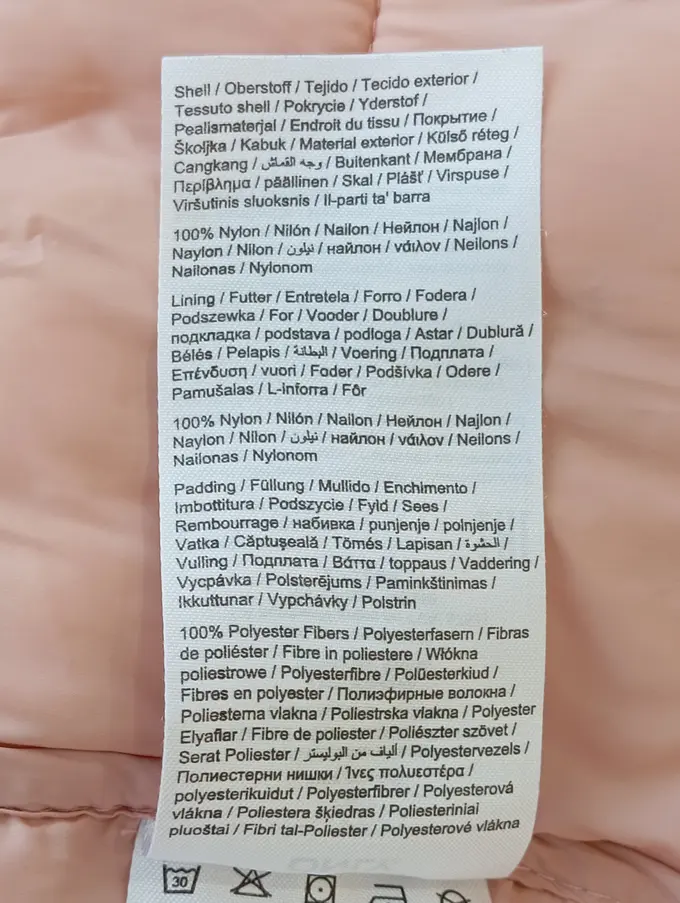 Shell / Oberstoff / Tejido / Tecido exterior /
Tessuto shell / Pokrycie / Yderstof /
Pealismaterjal / Endroit du tissu / Покрытие /
Školjka / Kabuk / Material exterior / Külső réteg /
Cangkang / وجه القماش / Buitenkant / Мембрана /
Περίβλημα / päällinen / Skal / Plášť / Virspuse /
Viršutinis sluoksnis / Il-parti ta' barra
100% Nylon / Nilón / Nailon / Нейлон / Najlon /
Naylon / Nilon / نيلون / найлон / νάιλον / Neilons /
Nailonas / Nylonom
Lining / Futter / Entretela / Forro / Fodera /
Podszewka / For / Vooder / Doublure /
подкладка / podstava / podloga / Astar / Dublură /
Bélés / Pelapis / البطانة / Voering / Подплата /
Επένδυση / vuori / Foder / Podšívka / Odere /
Pamušalas / L-inforra / Fôr
100% Nylon / Nilón / Nailon / Нейлон / Najlon /
Naylon / Nilon / نيلون / найлон / νάιλον / Neilons /
Nailonas / Nylonom
Padding / Füllung / Mullido / Enchimento /
Imbottitura / Podszycie / Fyld / Sees /
Rembourrage / набивка / punjenje / polnjenje /
Vatka / Căptușeală / Tömés / Lapisan / الحشوة /
Vulling / Подплата / Βάττα / toppaus / Vaddering /
Vycpávka / Polsterējums / Paminkštinimas /
Ikkuttunar / Vypchávky / Polstrin
100% Polyester Fibers / Polyesterfasern / Fibras
de poliéster / Fibre in poliestere / Włókna
poliestrowe / Polyesterfibre / Polüesterkiud /
Fibres en polyester / Полиэфирные волокна /
Poliesterna vlakna / Poliestrska vlakna / Polyester
Elyaflar / Fibre de poliester / Poliészter szövet /
Serat Poliester / ألياف من البوليستر / Polyestervezels /
Полиестерни нишки / Ίνες πολυεστέρα /
polyesterikuidut / Polyesterfibrer / Polyesterová
vlákna / Poliestera šķiedras / Poliesteriniai
pluoštai / Fibri tal-Poliester / Polyesterové vlákna
30